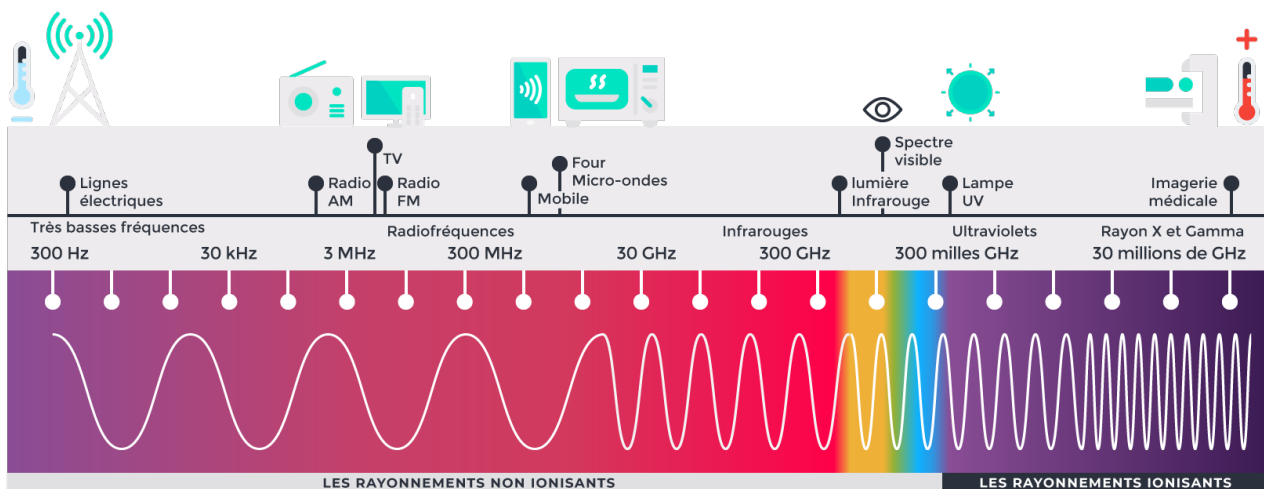 TV
Four
Micro-ondes
Spectre
visible
Lignes
électriques
Radio
AM
Radio
FM
Mobile
lumière
Infrarouge
Lampe
UV
Imagerie
médicale
Très basses fréquences
Radiofréquences
Infrarouges
Ultraviolets
Rayon X et Gamma
300 Hz
30 kHz
3 MHz
300 MHz
30 GHz
300 GHz
300 milles GHz
30 millions de GHz
LES RAYONNEMENTS NON IONISANTS
LES RAYONNEMENTS IONISANTS